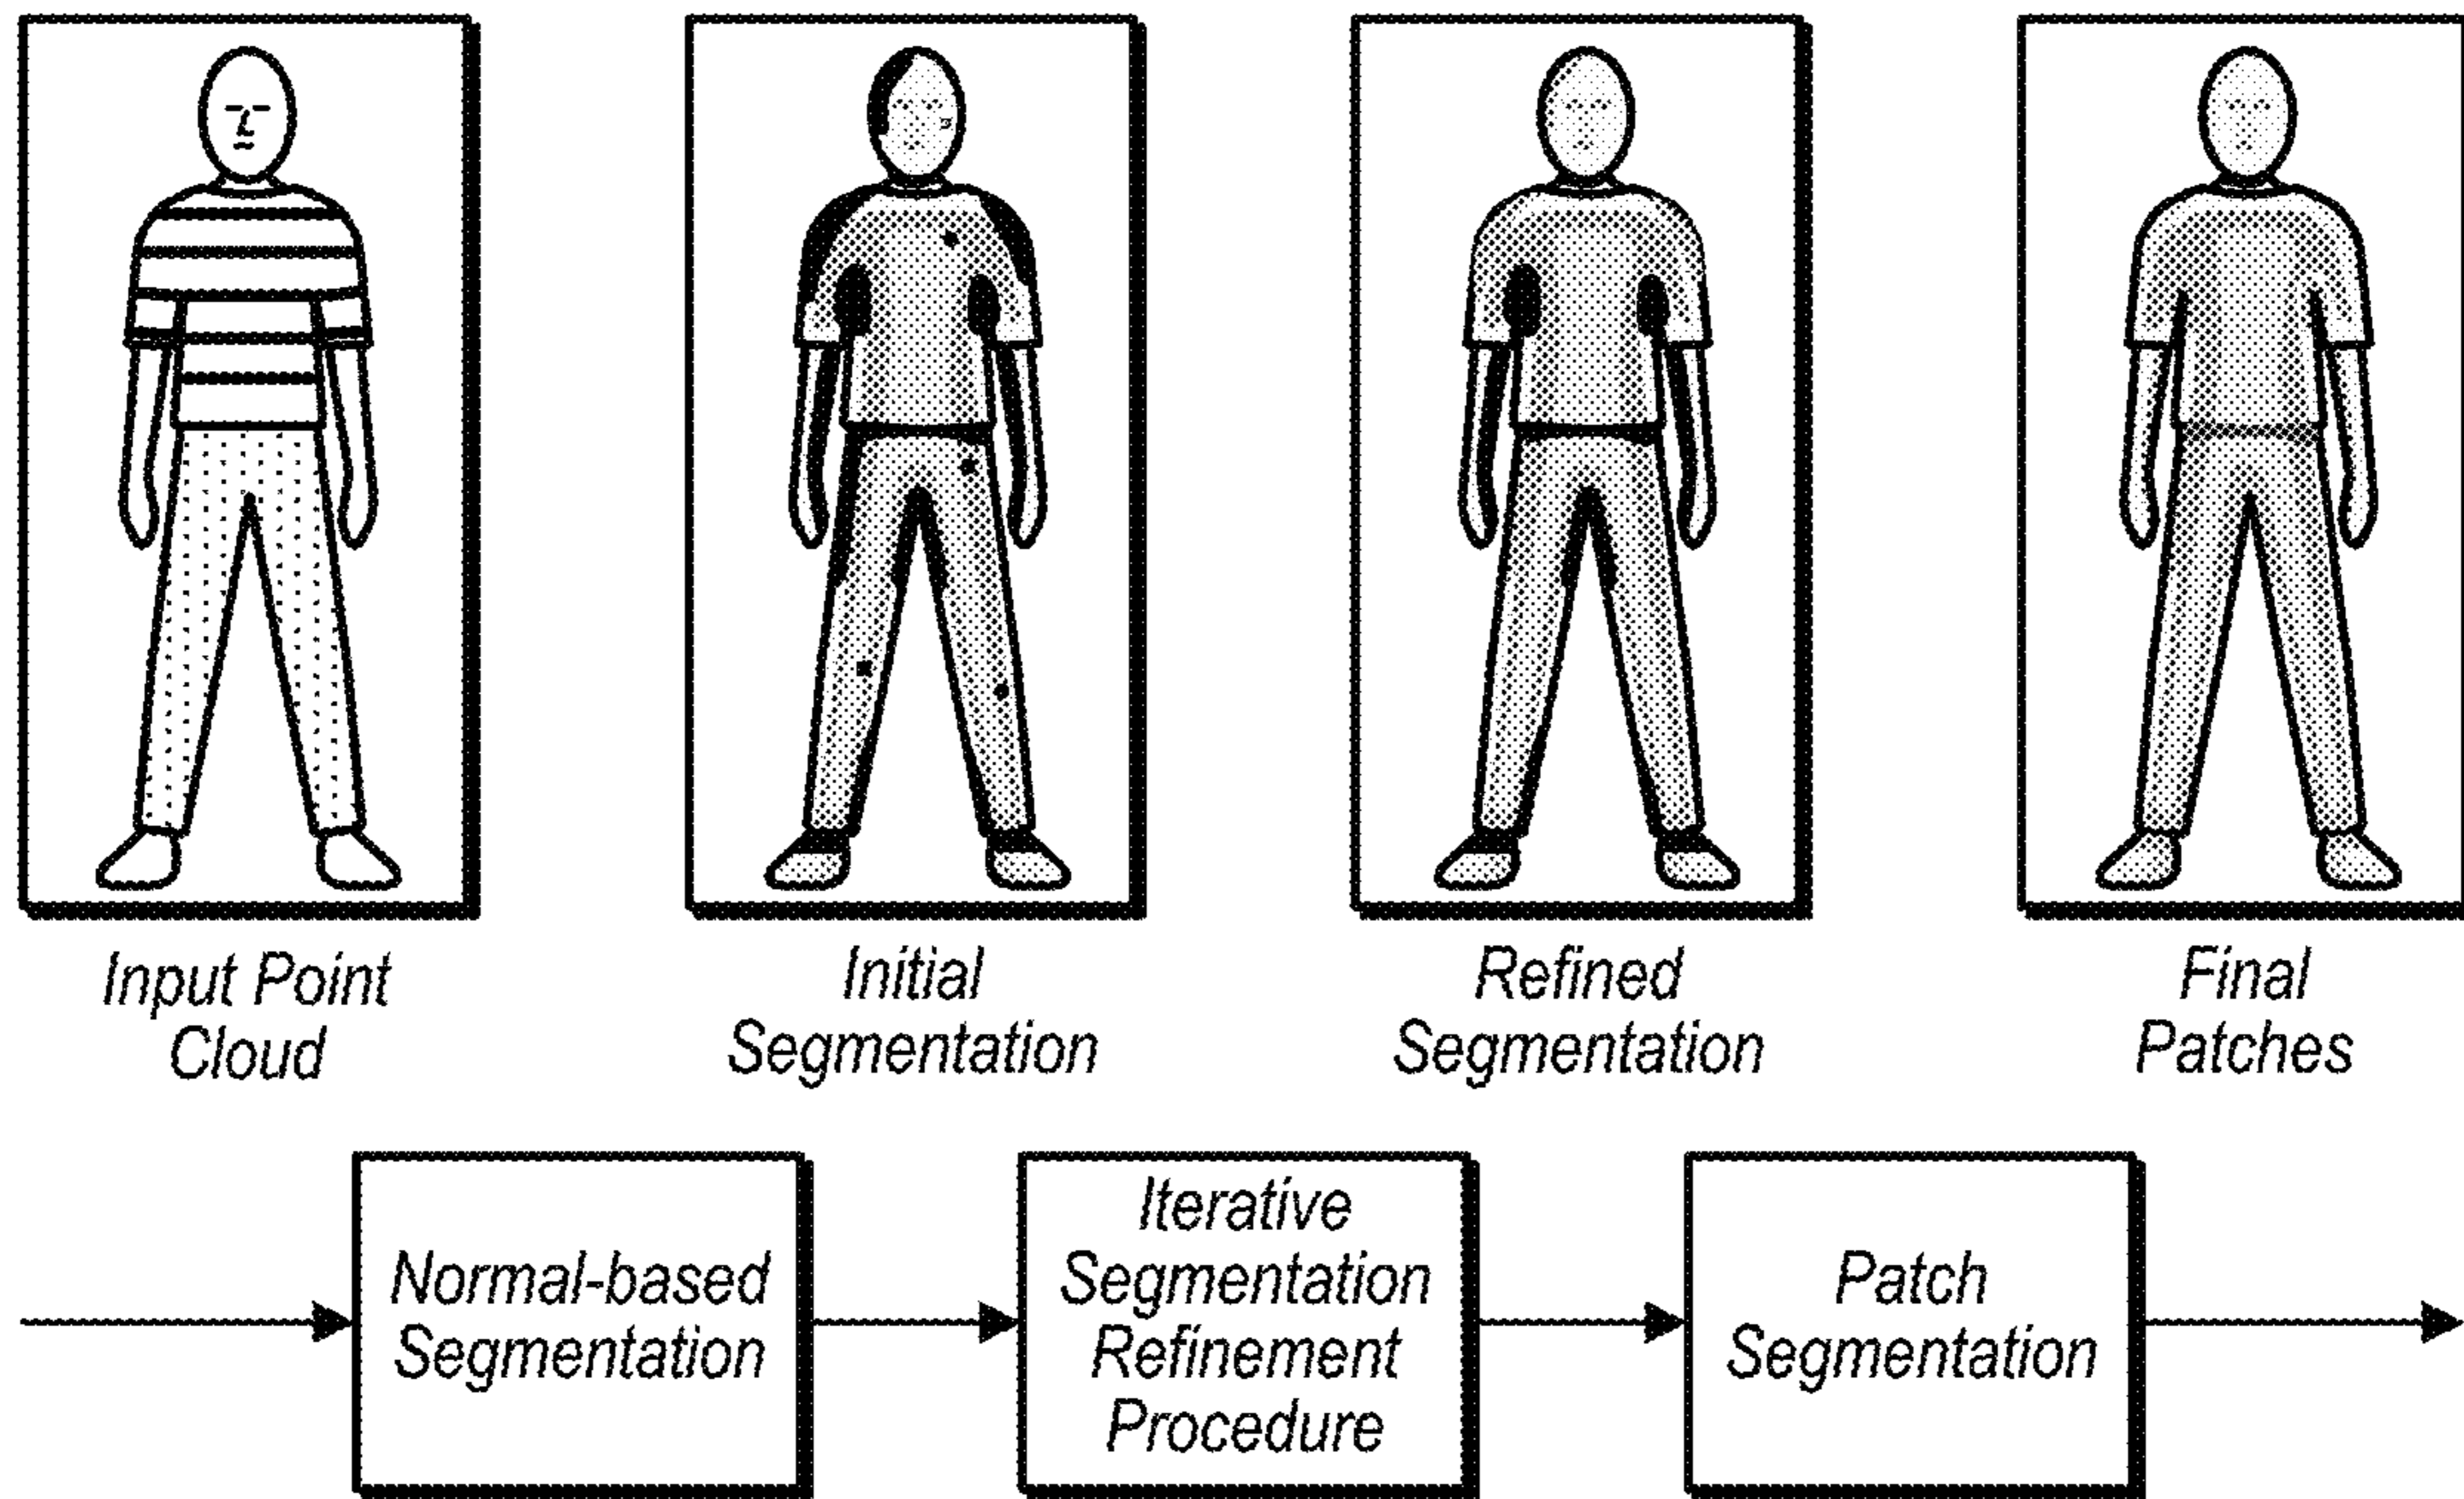 Input Point
Cloud
Initial
Segmentation
Refined
Segmentation
Final
Patches
Normal-based
Segmentation
Iterative
Segmentation
Refinement
Procedure
Patch
Segmentation